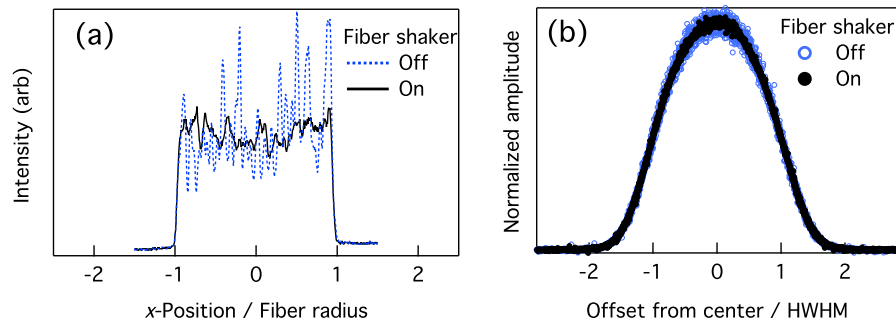 (a)
Fiber shaker
Off
On
Intensity (arb)
-2 -1 0 1 2
x-Position / Fiber radius
(b)
Fiber shaker
Off
On
Normalized amplitude
-2 -1 0 1 2
Offset from center / HWHM